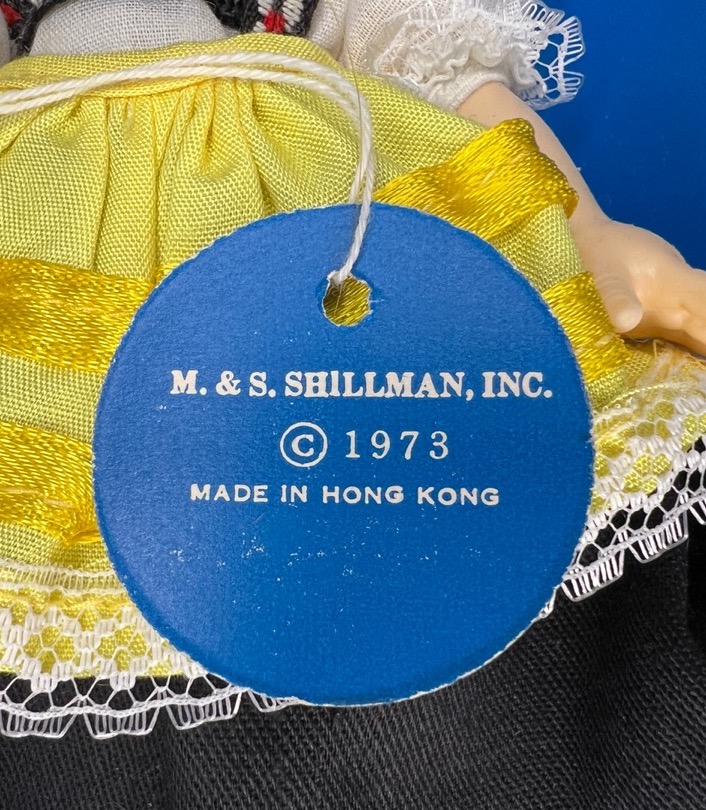 M. & S. SHILLMAN, INC.
© 1973
MADE IN HONG KONG